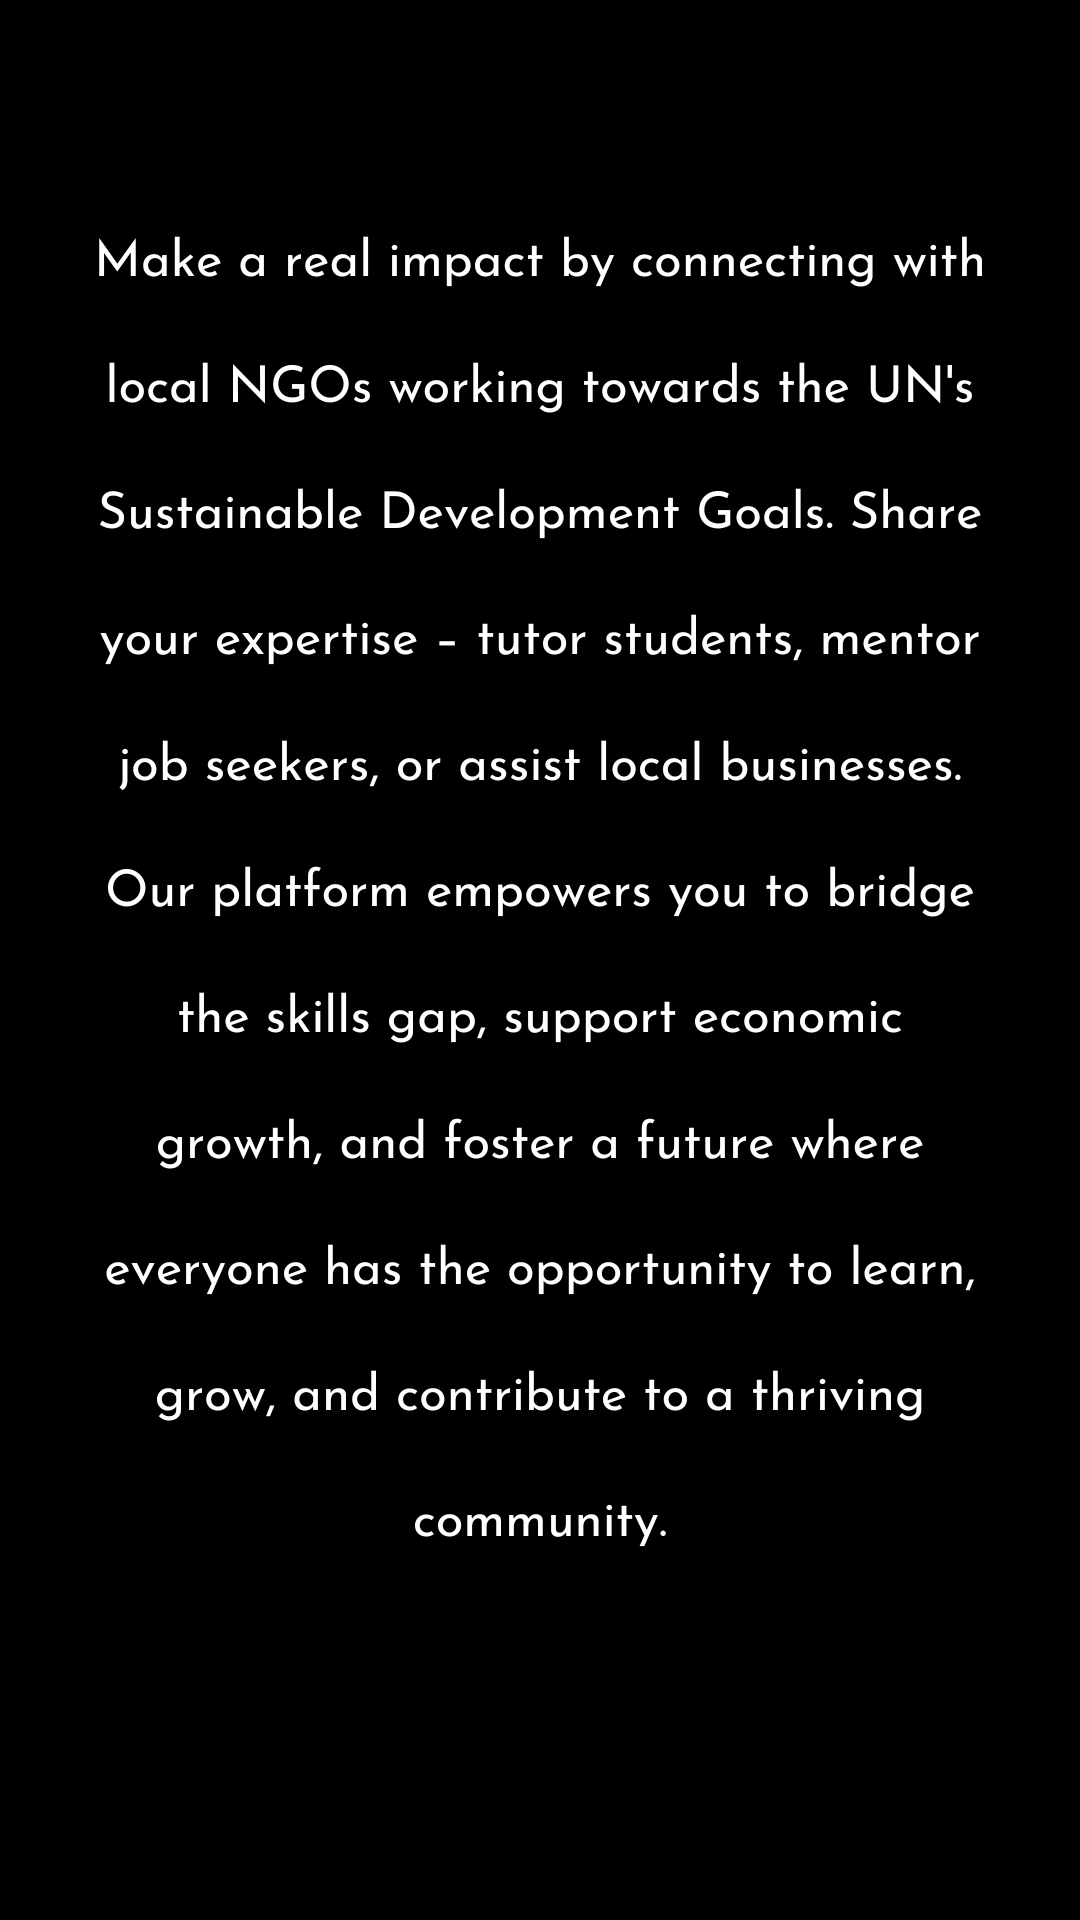 Make a real impact by connecting with
local NGOs working towards the UN's
Sustainable Development Goals. Share
your expertise – tutor students, mentor
job seekers, or assist local businesses.
Our platform empowers you to bridge
the skills gap, support economic
growth, and foster a future where
everyone has the opportunity to learn,
grow, and contribute to a thriving
community.